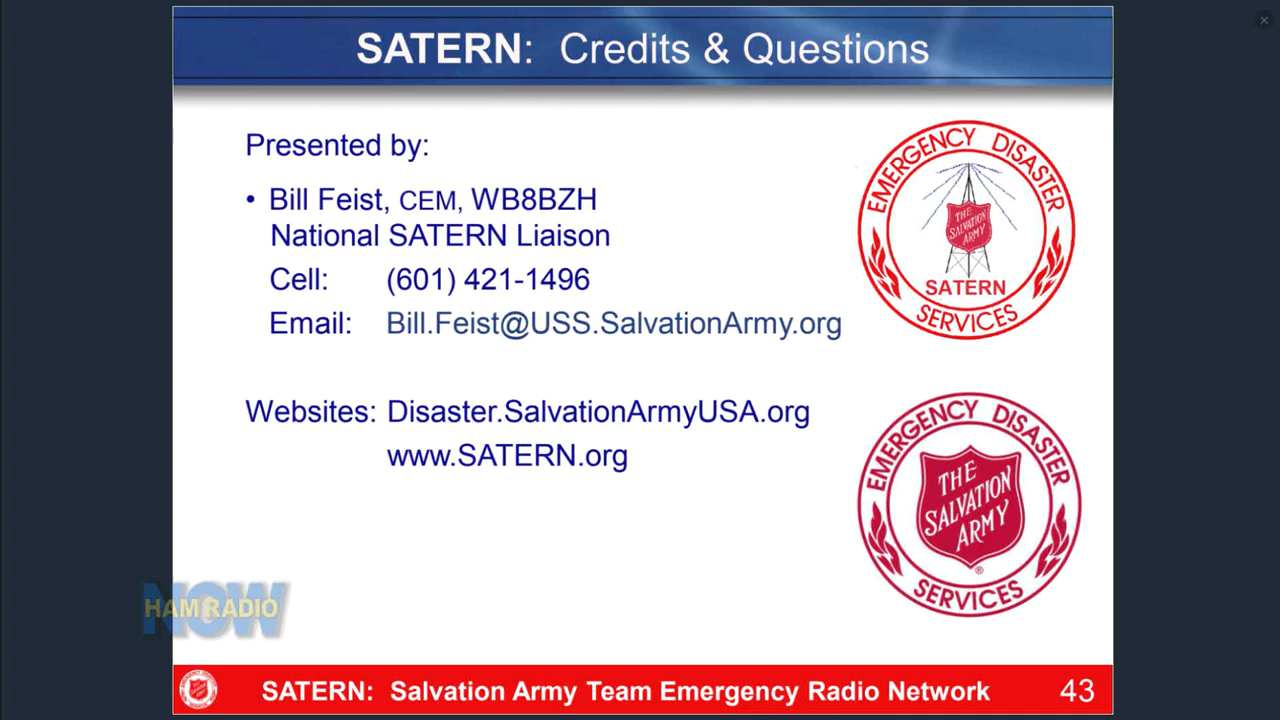 SATERN: Credits & Questions
Presented by:
• Bill Feist, CEM, WB8BZH
National SATERN Liaison
Cell: (601) 421-1496
Email: Bill.Feist@USS.SalvationArmy.org
Websites: Disaster.SalvationArmyUSA.org
www.SATERN.org
EMERGENCY DISASTER
THE
SALVATION
ARMY
SATERN
SERVICES
EMERGENCY DISASTER
THE
SALVATION
ARMY
®
SERVICES
NOW
HAM RADIO
SATERN: Salvation Army Team Emergency Radio Network 43